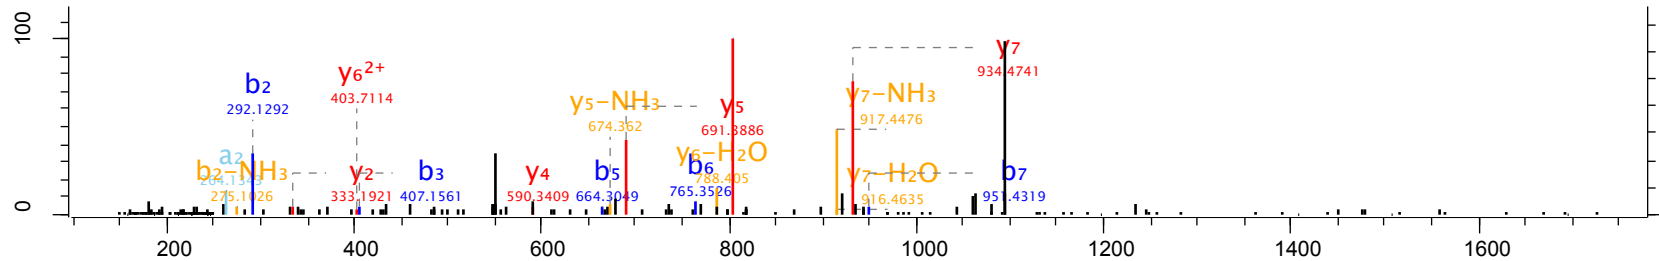 100
0
y₇
934.4741
y₆²⁺
403.7114
b₂
292.1292
y₅-NH₃
674.362
y₅
691.3886
y₇-NH₃
917.4476
a₂
264.1343
b₂-NH₃
275.1026
y₂
333.1921
b₃
407.1561
y₄
590.3409
b₅
664.3049
y₆-H₂O
788.405
b₆
765.3526
y₇-H₂O
916.4635
b₇
951.4319
200 400 600 800 1000 1200 1400 1600